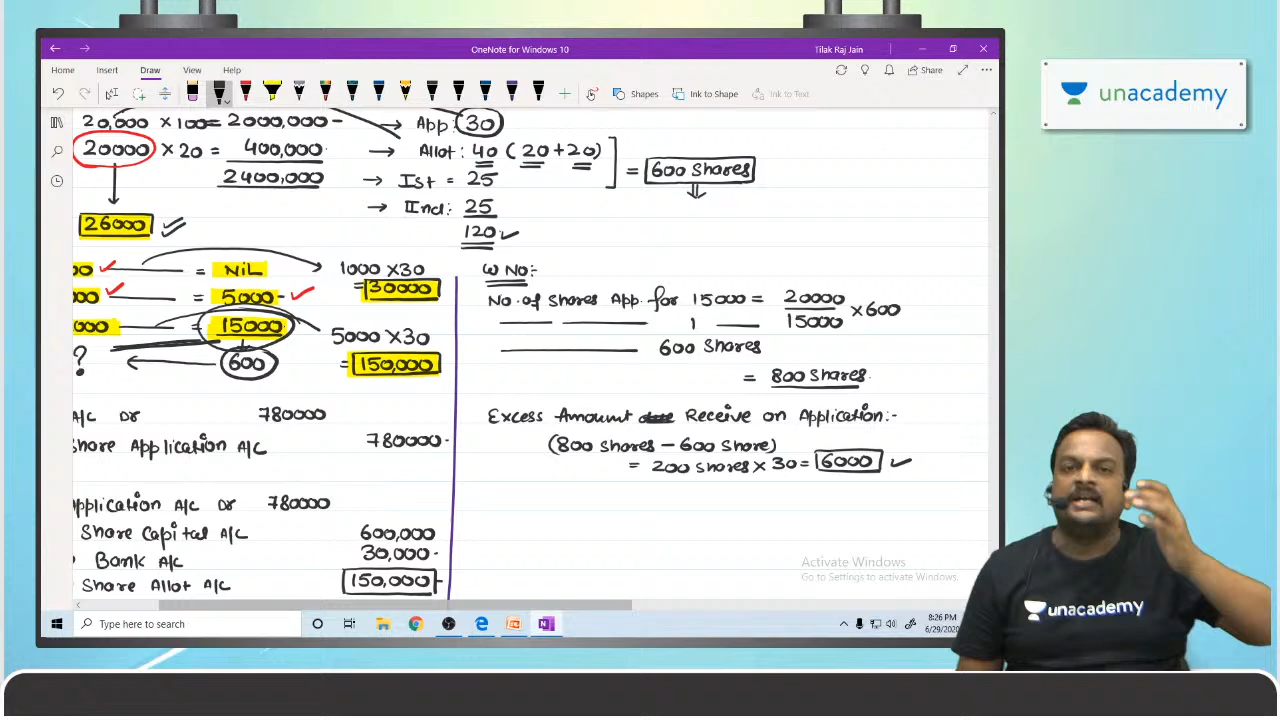 OneNote for Windows 10
Tilak Raj Jain
Home Insert Draw View Help
Share
Shapes
Ink to Shape
Ink to Text
20,000 × 100 = 2000,000 -
20000 × 20 = 400,000
2400,000
26000
→ App: 30
→ Allot: 40 (20 + 20)
→ Ist = 25
→ IInd: 25
120
= 600 Shares
00 = NiL
000 = 5000 -
000 = 15000
? 600
1000 × 30
= 30000
5000 × 30
= 150,000
A/C Dr 780000
Share Application A/C 780000 -
Application A/C Dr 780000
Share Capital A/C 600,000
Bank A/C 30,000 -
Share Allot A/C 150,000
W No:-
No. of Shares App. for 15000 = 20000/15000 × 600
1
600 Shares
= 800 Shares.
Excess Amount Receive on Application:-
(800 Shares - 600 Share)
= 200 Shares × 30 = 6000
Activate Windows
Go to Settings to activate Windows.
Type here to search
8:26 PM
6/29/2020
unacademy
unacademy